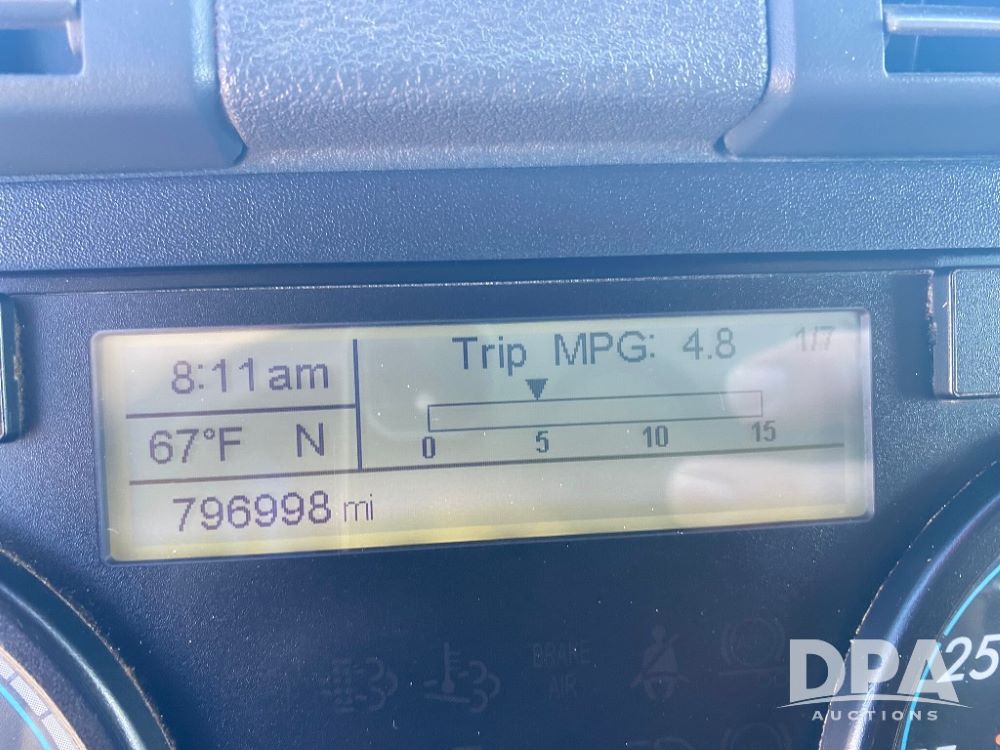 Trip MPG: 4.8 1/7
8:11am
0 5 10 15
67°F N
796998 mi
BRAKE
AIR
25
DPA
AUCTIONS